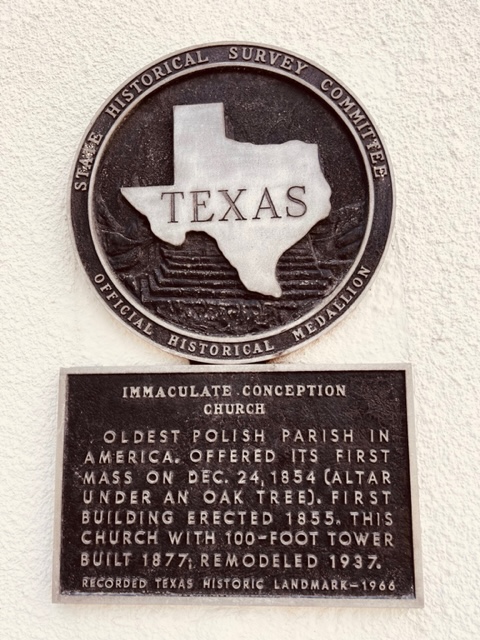 STATE HISTORICAL SURVEY COMMITTEE
TEXAS
OFFICIAL HISTORICAL MEDALLION
IMMACULATE CONCEPTION
CHURCH
OLDEST POLISH PARISH IN
AMERICA. OFFERED ITS FIRST
MASS ON DEC. 24, 1854 (ALTAR
UNDER AN OAK TREE). FIRST
BUILDING ERECTED 1855. THIS
CHURCH WITH 100-FOOT TOWER
BUILT 1877; REMODELED 1937.
RECORDED TEXAS HISTORIC LANDMARK-1966